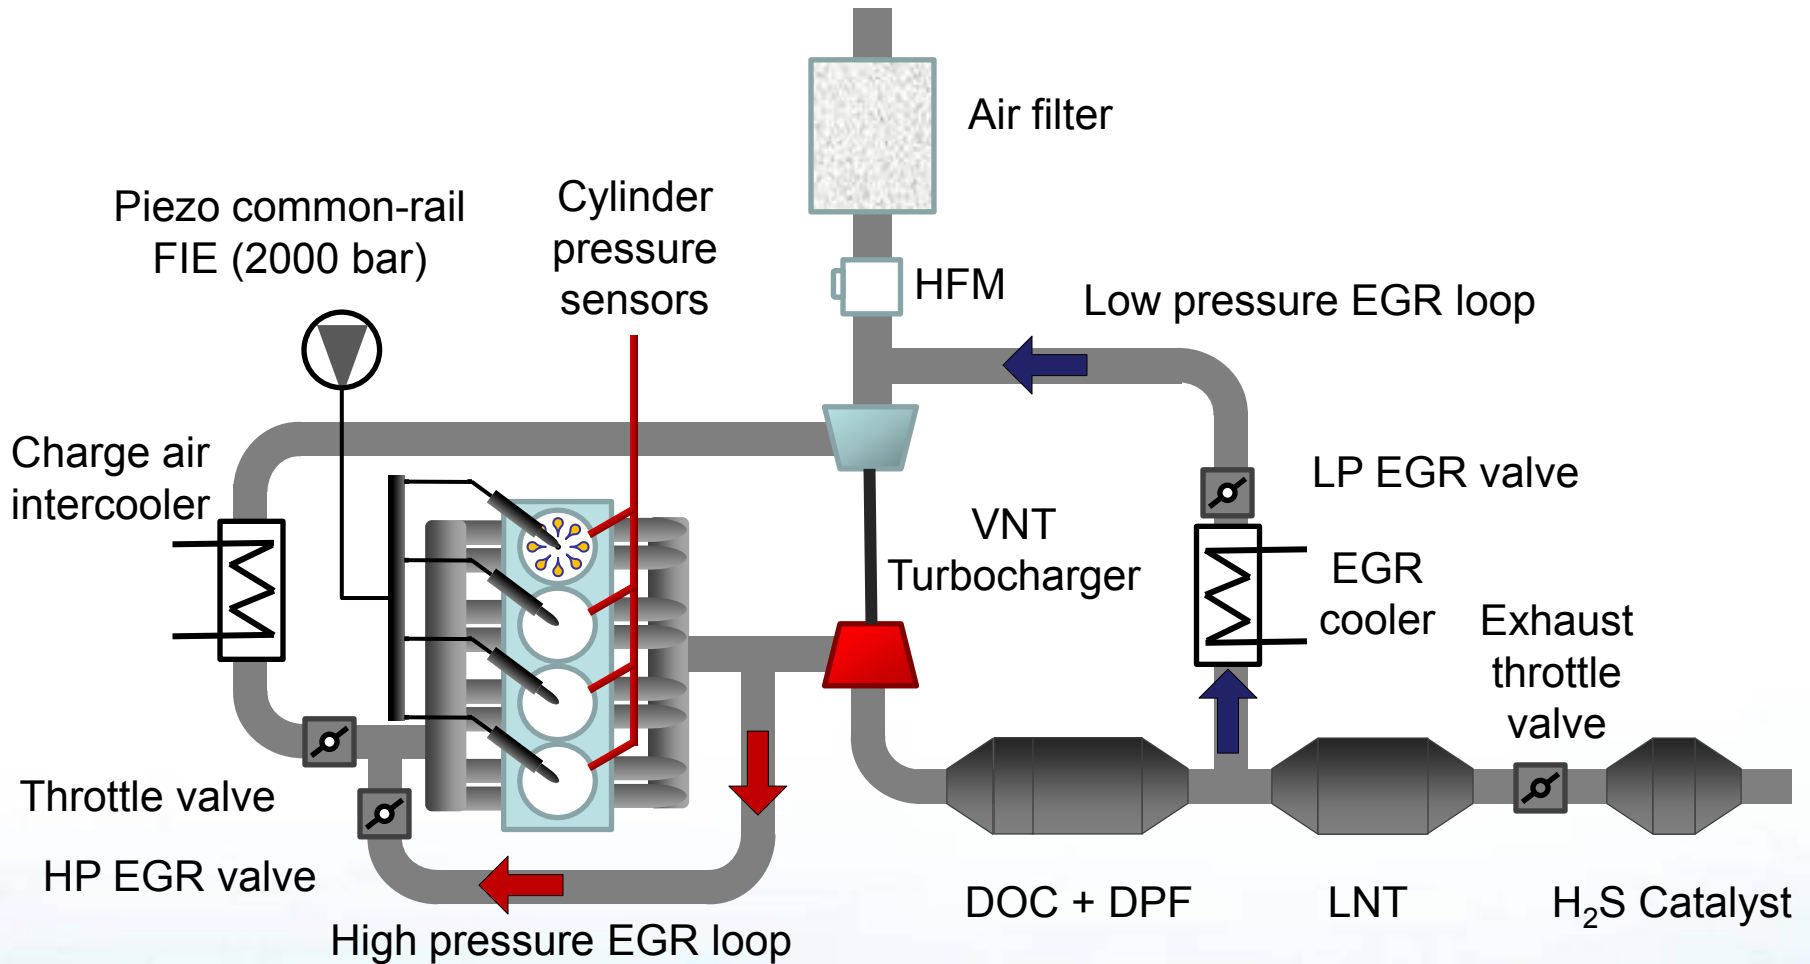 Air filter
Piezo common-rail
FIE (2000 bar)
Cylinder
pressure
sensors
HFM
Low pressure EGR loop
Charge air
intercooler
LP EGR valve
VNT
Turbocharger
EGR
cooler
Exhaust
throttle
valve
Throttle valve
HP EGR valve
DOC + DPF
LNT
H₂S Catalyst
High pressure EGR loop